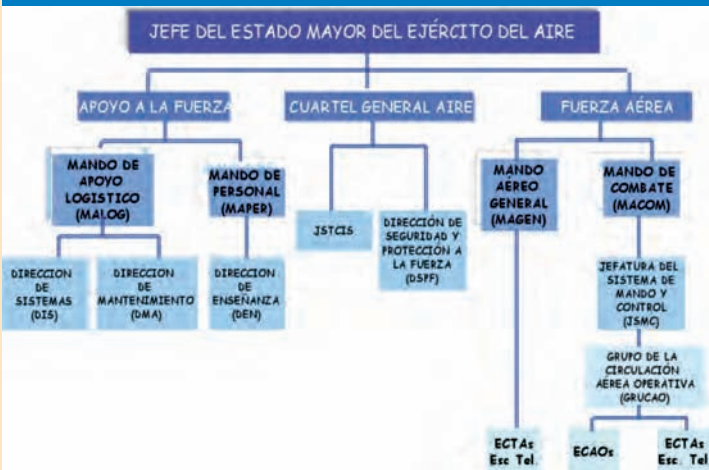 JEFE DEL ESTADO MAYOR DEL EJÉRCITO DEL AIRE
APOYO A LA FUERZA
CUARTEL GENERAL AIRE
FUERZA AÉREA
MANDO DE
APOYO
LOGISTICO
(MALOG)
MANDO DE
PERSONAL
(MAPER)
MANDO
AÉREO
GENERAL
(MAGEN)
MANDO DE
COMBATE
(MACOM)
JSTCIS
DIRECCIÓN DE
SEGURIDAD Y
PROTECCIÓN A
LA FUERZA
(DSPF)
DIRECCION
DE
SISTEMAS
(DIS)
DIRECCION
DE
MANTENIMIENTO
(DMA)
DIRECCION
DE
ENSEÑANZA
(DEN)
JEFATURA DEL
SISTEMA DE
MANDO Y
CONTROL
(JSMC)
GRUPO DE LA
CIRCULACIÓN
AÉREA OPERATIVA
(GRUCAO)
ECTAs
Esc Tel.
ECAOs
ECTAs
Esc Tel.